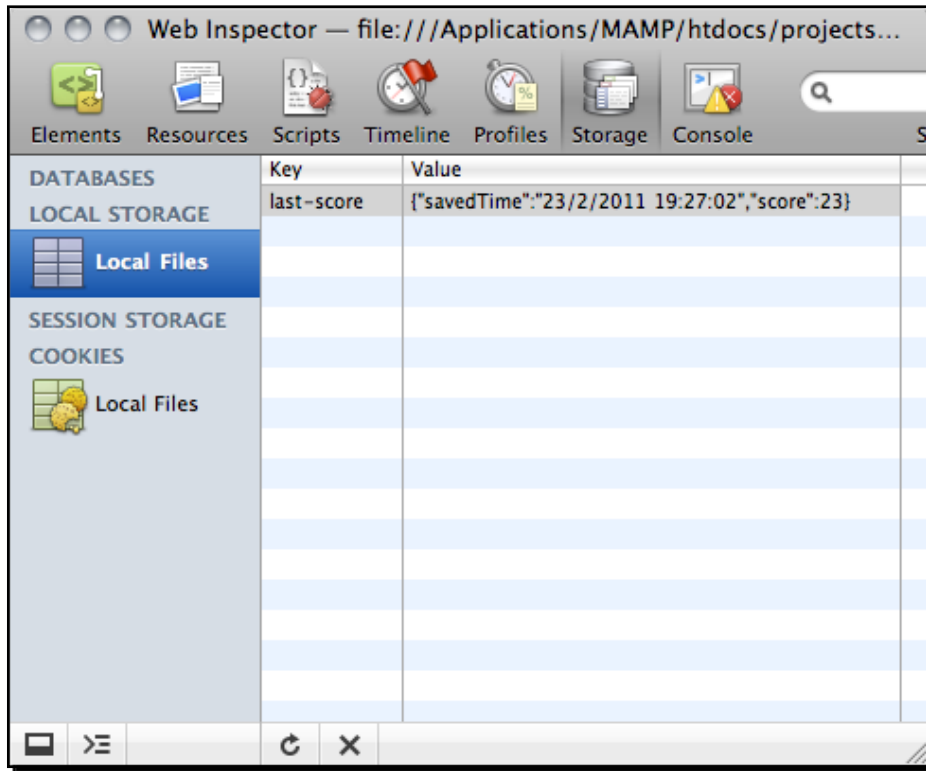 Web Inspector — file:///Applications/MAMP/htdocs/projects...
Elements Resources Scripts Timeline Profiles Storage Console S
DATABASES
LOCAL STORAGE
Local Files
SESSION STORAGE
COOKIES
Local Files
Key Value
last-score {"savedTime":"23/2/2011 19:27:02","score":23}